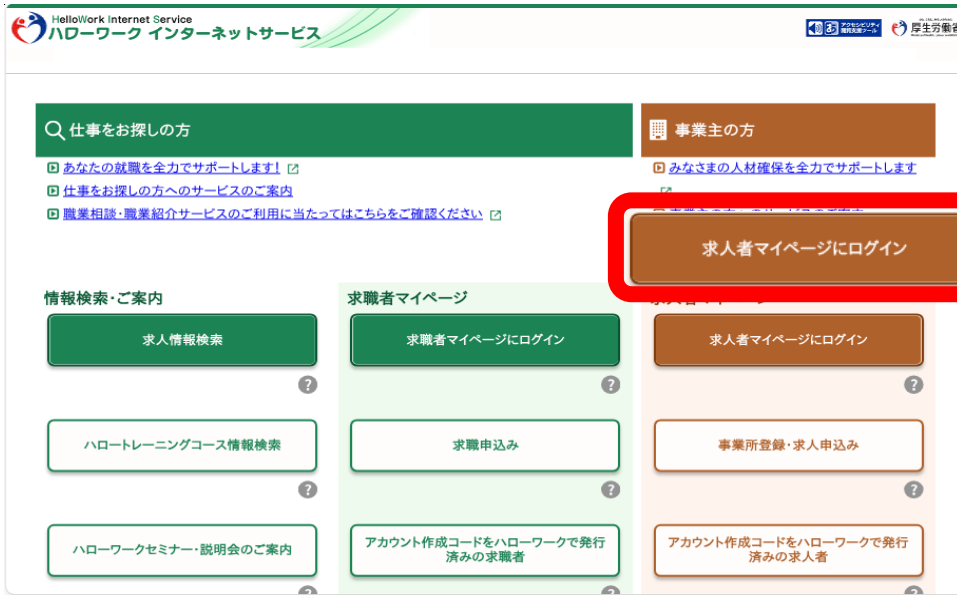 HelloWork Internet Service
ハローワーク インターネットサービス
アクセシビリティ
閲覧支援ツール
厚生労働省
仕事をお探しの方
あなたの就職を全力でサポートします!
仕事をお探しの方へのサービスのご案内
職業相談・職業紹介サービスのご利用に当たってはこちらをご確認ください
事業主の方
みなさまの人材確保を全力でサポートします
求人者マイページにログイン
情報検索・ご案内
求人情報検索
?
ハロートレーニングコース情報検索
?
ハローワークセミナー・説明会のご案内
?
求職者マイページ
求職者マイページにログイン
?
求職申込み
?
アカウント作成コードをハローワークで発行
済みの求職者
?
求人者マイページにログイン
?
事業所登録・求人申込み
?
アカウント作成コードをハローワークで発行
済みの求人者
?